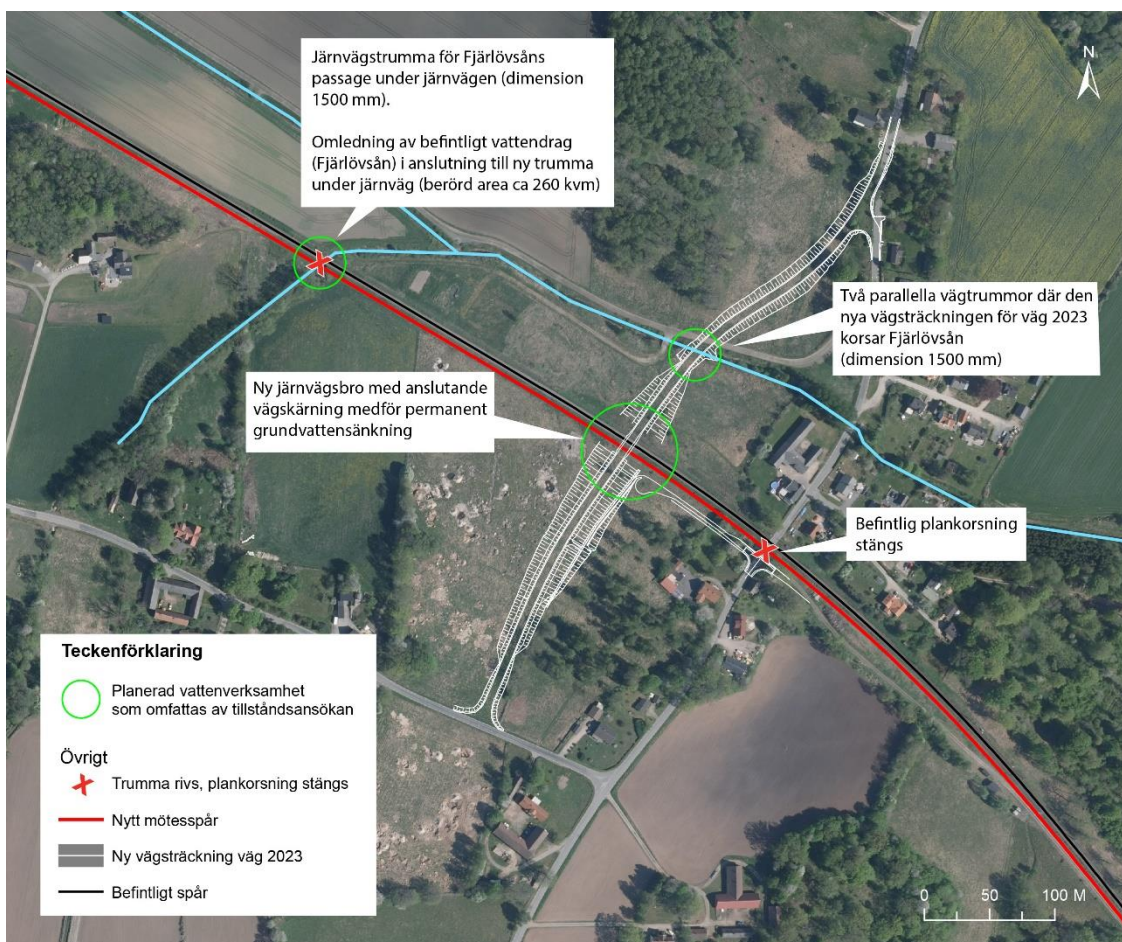 Järnvägstrumma för Fjärlövsåns
passage under järnvägen (dimension
1500 mm).
Omledning av befintligt vattendrag
(Fjärlövsån) i anslutning till ny trumma
under järnväg (berörd area ca 260 kvm)
N
Två parallella vägtrummor där den
nya vägsträckningen för väg 2023
korsar Fjärlövsån
(dimension 1500 mm)
Ny järnvägsbro med anslutande
vägskärning medför permanent
grundvattensänkning
Befintlig plankorsning
stängs
Teckenförklaring
Planerad vattenverksamhet
som omfattas av tillståndsansökan
Övrigt
Trumma rivs, plankorsning stängs
Nytt mötesspår
Ny vägsträckning väg 2023
Befintligt spår
0 50 100 M